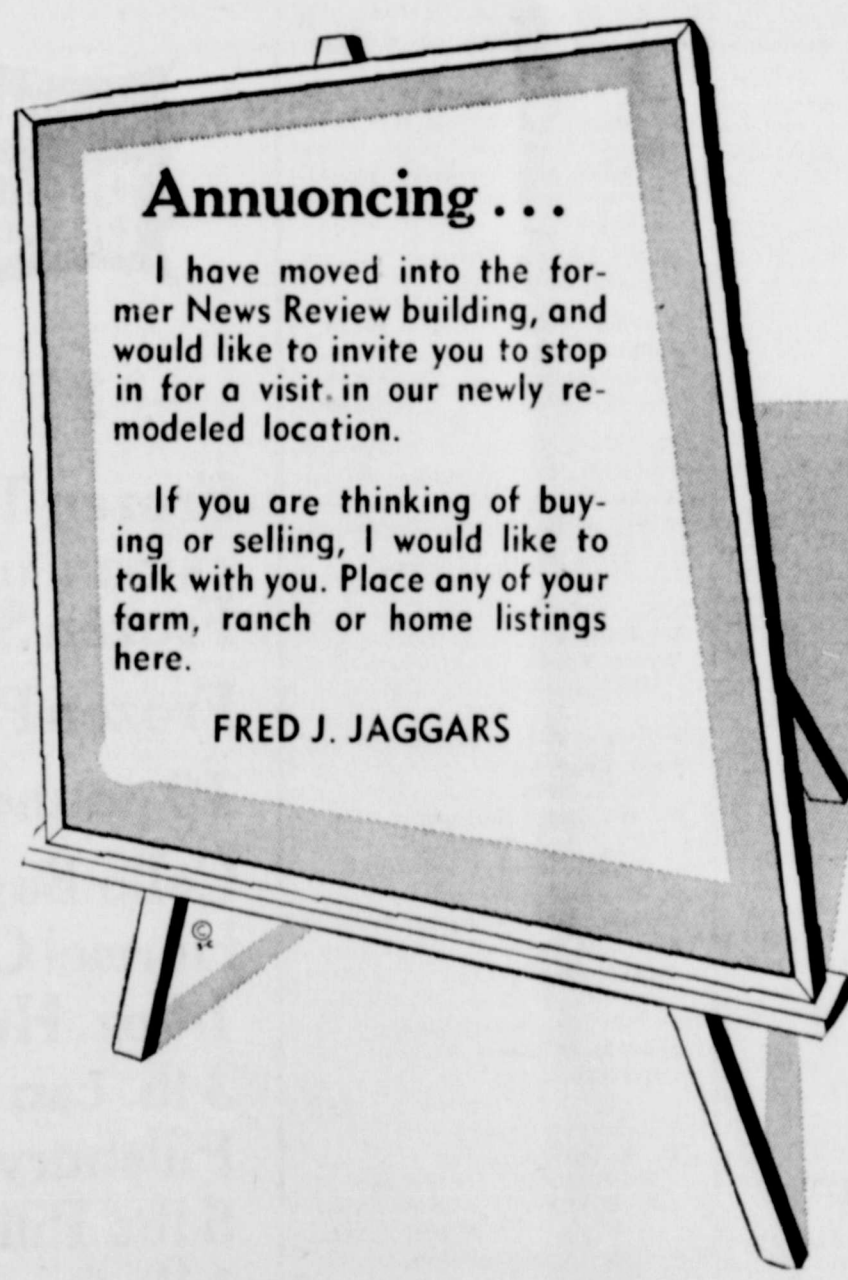 Annuoncing . . .
I have moved into the for-
mer News Review building, and
would like to invite you to stop
in for a visit in our newly re-
modeled location.
If you are thinking of buy-
ing or selling, I would like to
talk with you. Place any of your
farm, ranch or home listings
here.
FRED J. JAGGARS
©